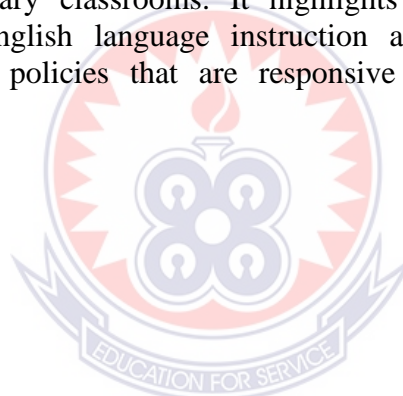 ary classrooms. It highlights
nglish language instruction a
policies that are responsive
EDUCATION FOR SERVICE